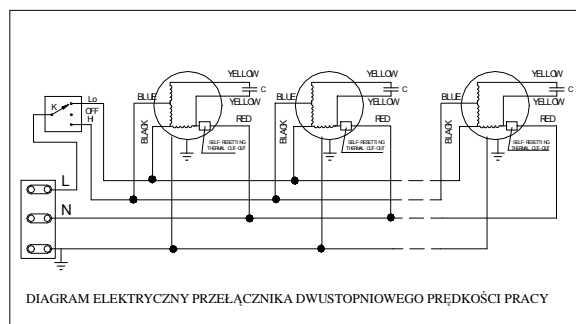 YELLOW
YELLOW
YELLOW
K
Lo
OFF
Hi
BLUE
C
YELLOW
BLACK
RED
SELF-RESETTING
THERMAL CUT-OUT
BLUE
C
YELLOW
BLACK
RED
SELF-RESETTING
THERMAL CUT-OUT
BLUE
C
YELLOW
BLACK
RED
SELF-RESETTING
THERMAL CUT-OUT
L
N
DIAGRAM ELEKTRYCZNY PRZEŁĄCZNIKA DWUSTOPNIOWEGO PRĘDKOŚCI PRACY